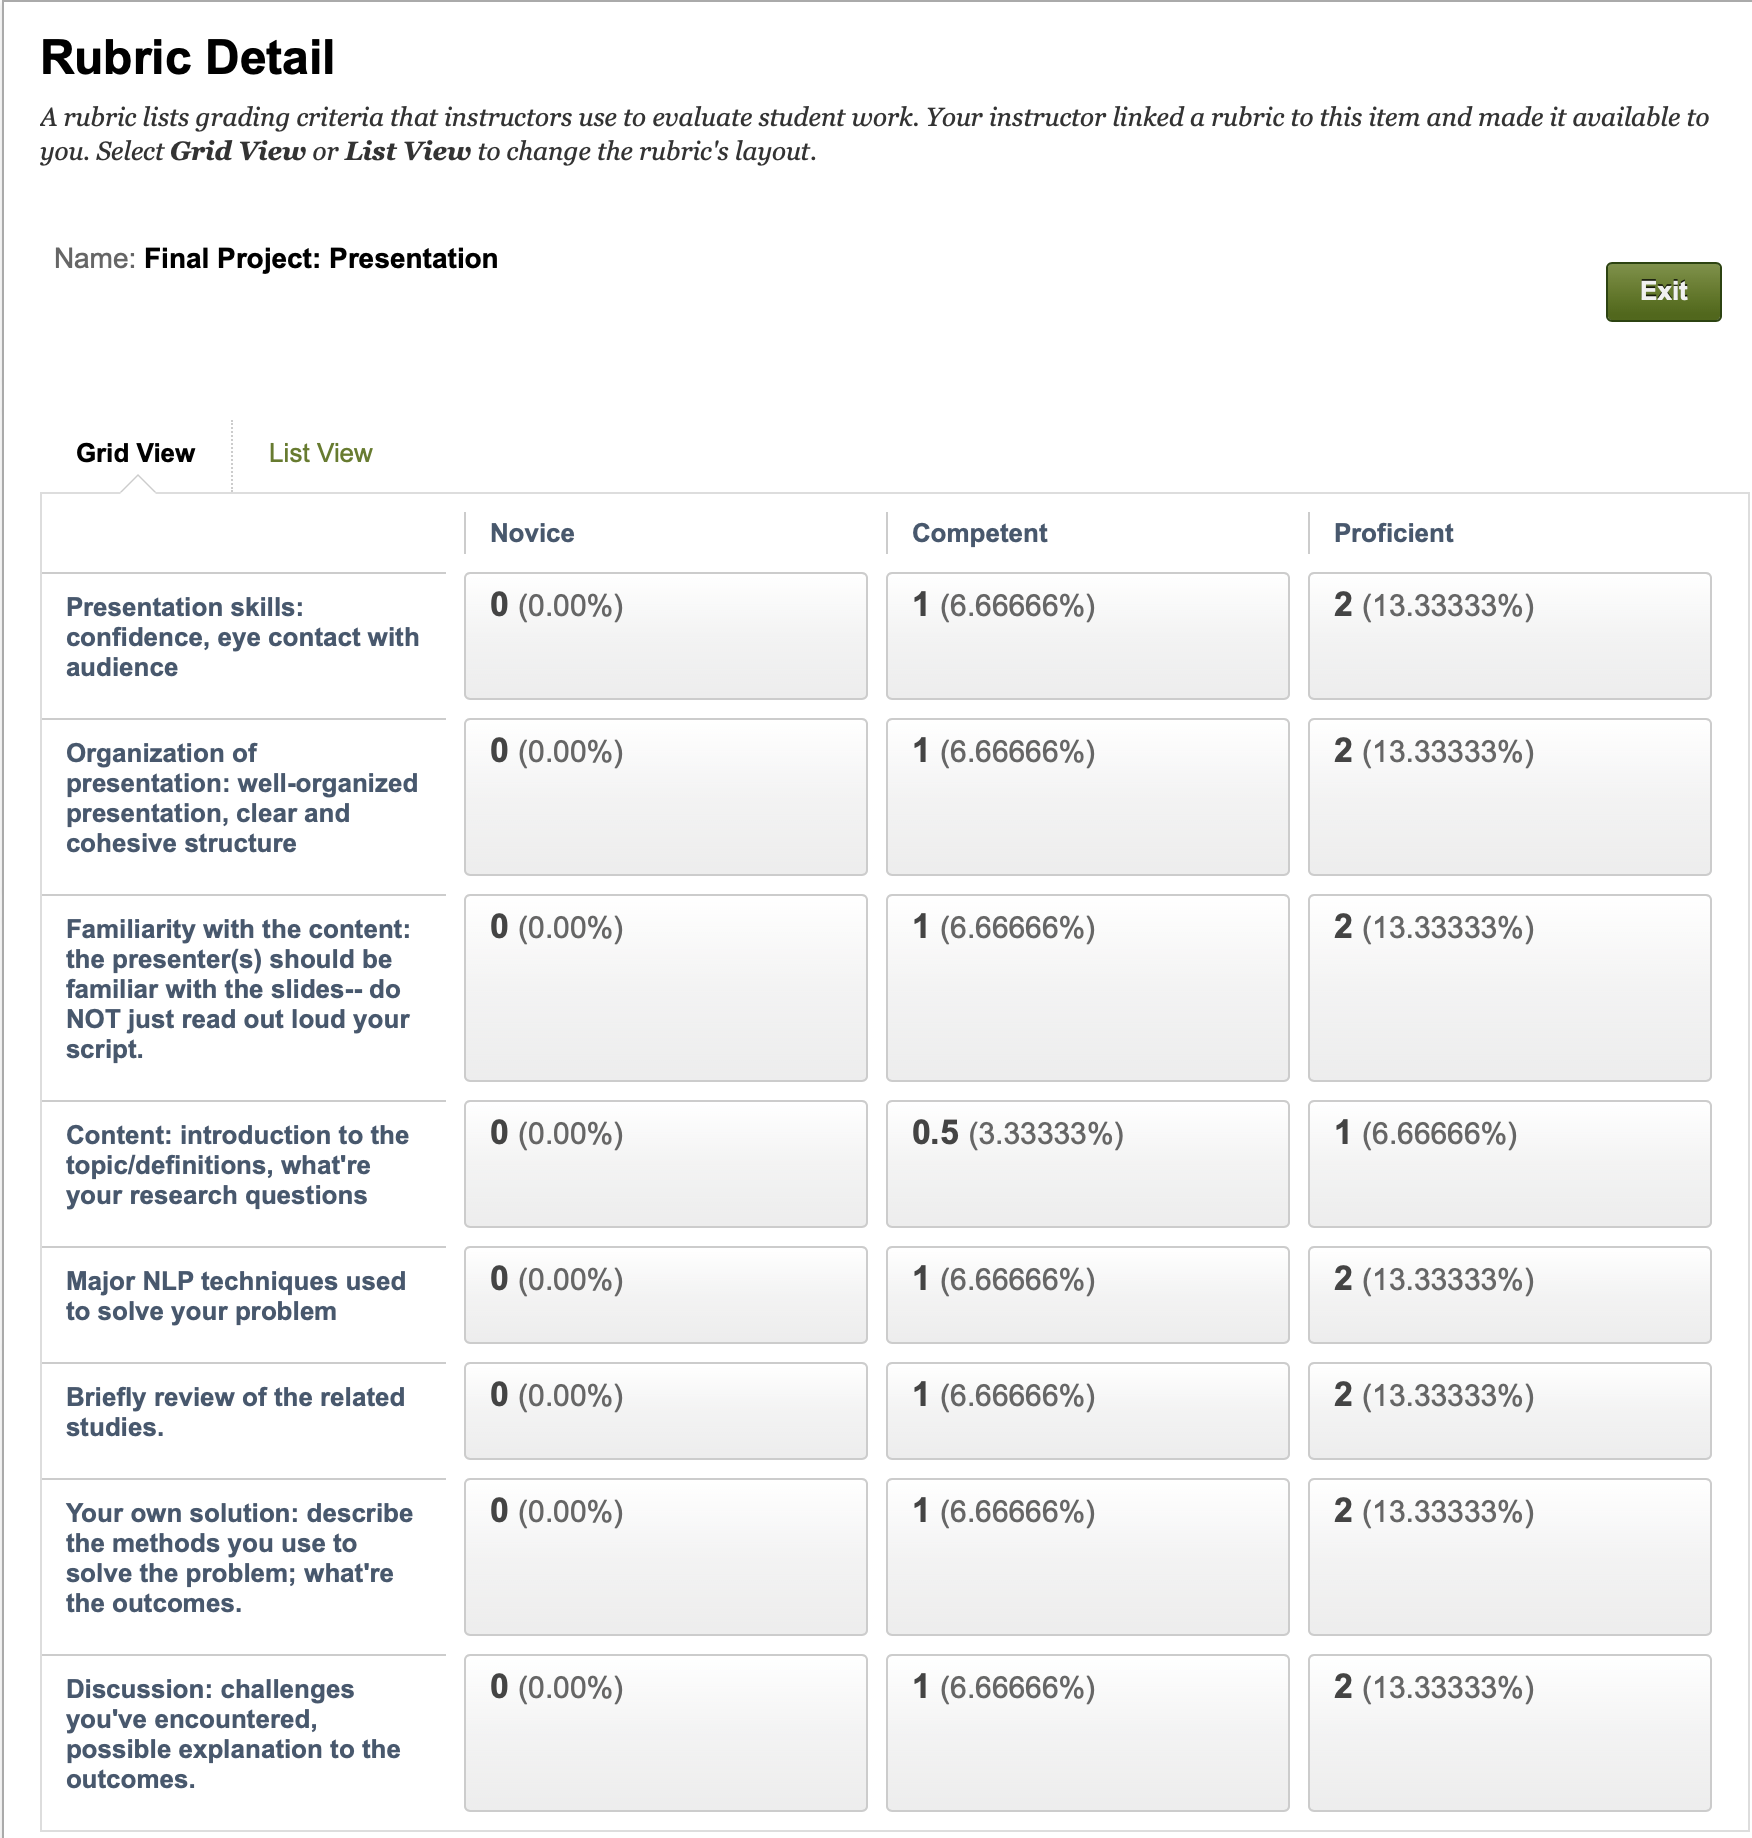 Rubric Detail
A rubric lists grading criteria that instructors use to evaluate student work. Your instructor linked a rubric to this item and made it available to
you. Select Grid View or List View to change the rubric's layout.
Name: Final Project: Presentation
Exit
Grid View
List View
Novice
Competent
Proficient
Presentation skills:
confidence, eye contact with
audience
0 (0.00%)
1 (6.66666%)
2 (13.33333%)
Organization of
presentation: well-organized
presentation, clear and
cohesive structure
0 (0.00%)
1 (6.66666%)
2 (13.33333%)
Familiarity with the content:
the presenter(s) should be
familiar with the slides-- do
NOT just read out loud your
script.
0 (0.00%)
1 (6.66666%)
2 (13.33333%)
Content: introduction to the
topic/definitions, what're
your research questions
0 (0.00%)
0.5 (3.33333%)
1 (6.66666%)
Major NLP techniques used
to solve your problem
0 (0.00%)
1 (6.66666%)
2 (13.33333%)
Briefly review of the related
studies.
0 (0.00%)
1 (6.66666%)
2 (13.33333%)
Your own solution: describe
the methods you use to
solve the problem; what're
the outcomes.
0 (0.00%)
1 (6.66666%)
2 (13.33333%)
Discussion: challenges
you've encountered,
possible explanation to the
outcomes.
0 (0.00%)
1 (6.66666%)
2 (13.33333%)